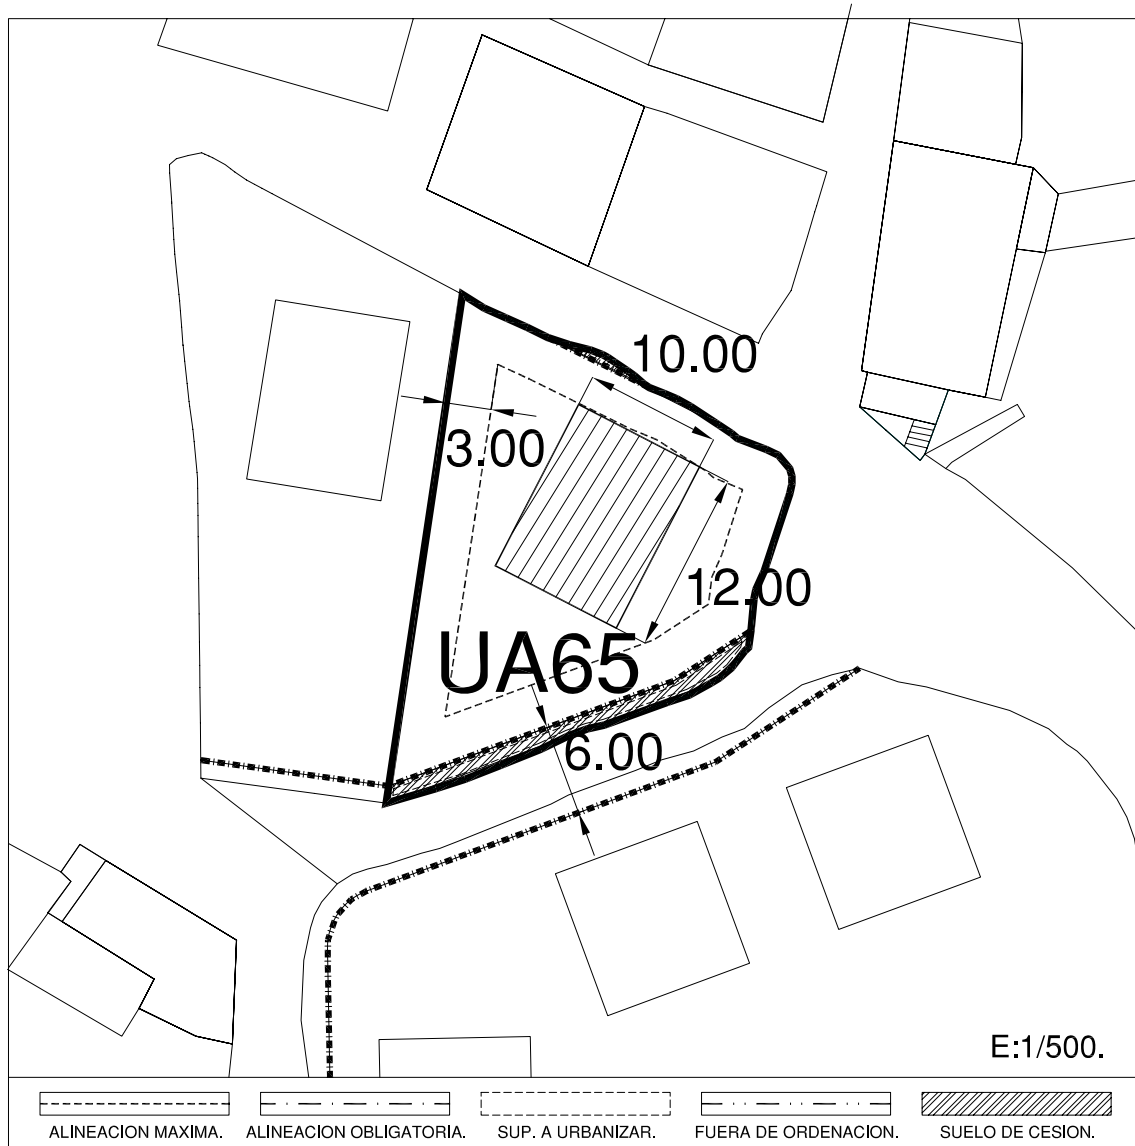 10.00
3.00
12.00
UA65
6.00
E:1/500.
ALINEACION MAXIMA.
ALINEACION OBLIGATORIA.
SUP. A URBANIZAR.
FUERA DE ORDENACION.
SUELO DE CESION.